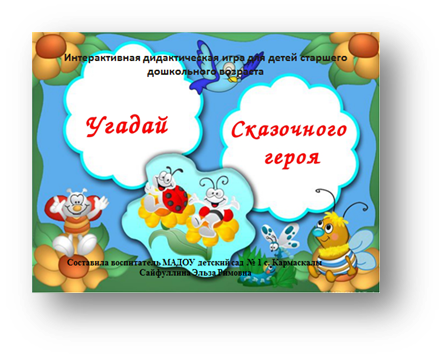 Интерактивная дидактическая игра для детей старшего
дошкольного возраста
Угадай
Сказочного
героя
Составила воспитатель МАДОУ детский сад № 1 с. Кармаскалы
Сайфуллина Эльза Римовна